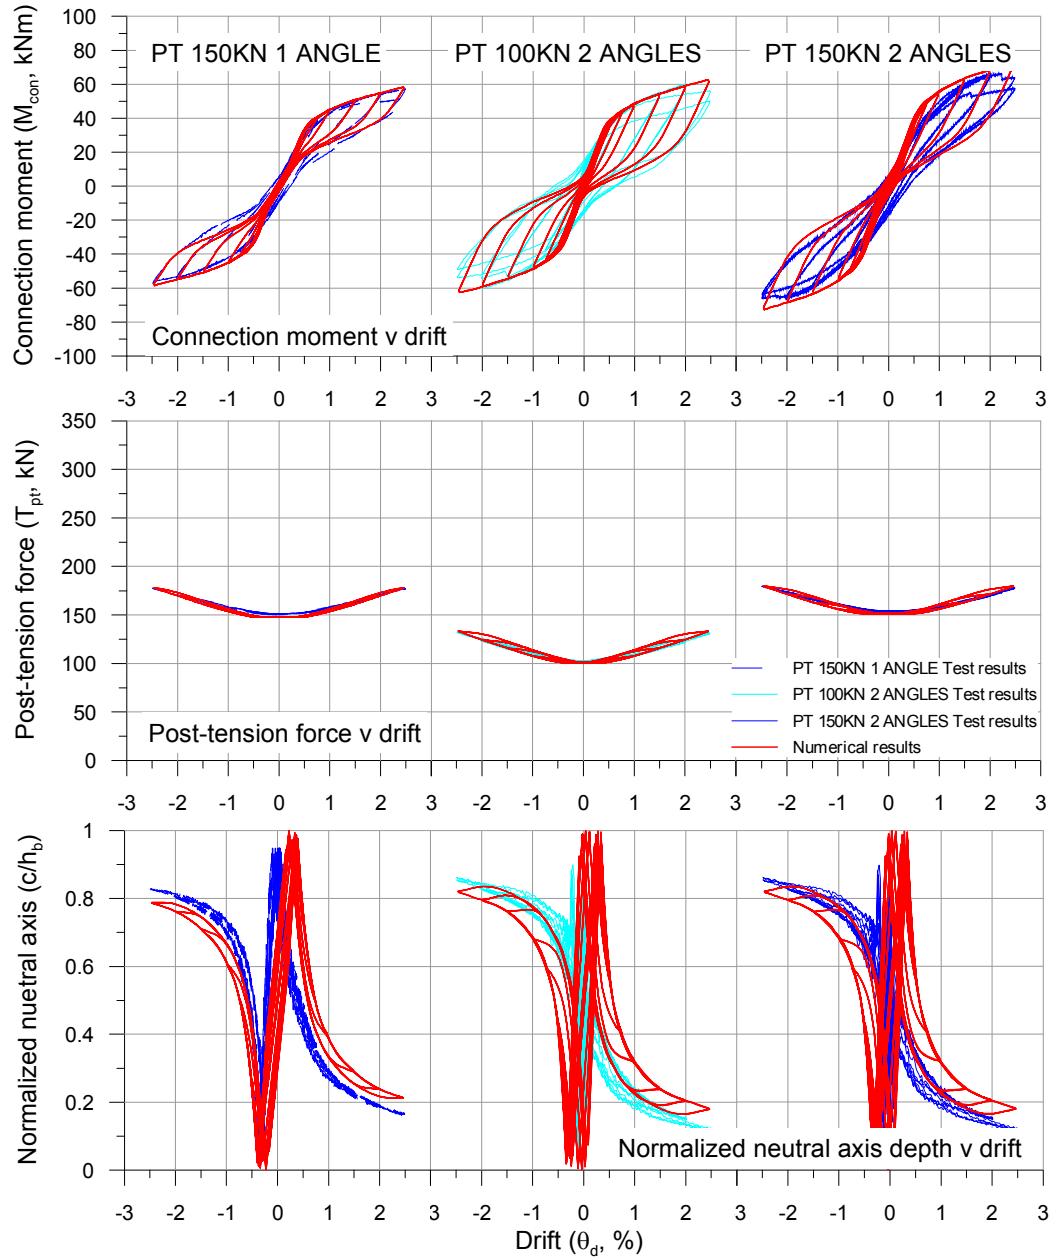 PT 150KN 1 ANGLE PT 100KN 2 ANGLES PT 150KN 2 ANGLES
Connection moment (M_con, kNm)
100
80
60
40
20
0
-20
-40
-60
-80
-100
Connection moment v drift
-3 -2 -1 0 1 2 3 -2 -1 0 1 2 3 -2 -1 0 1 2 3
Post-tension force (T_pt, kN)
350
300
250
200
150
100
50
0
PT 150KN 1 ANGLE Test results
PT 100KN 2 ANGLES Test results
PT 150KN 2 ANGLES Test results
Numerical results
Post-tension force v drift
-3 -2 -1 0 1 2 -3 -2 -1 0 1 2 -3 -2 -1 0 1 2 3
Normalized nuetral axis (c/h_b)
1
0.8
0.6
0.4
0.2
0
Normalized neutral axis depth v drift
-3 -2 -1 0 1 2 -3 -2 -1 0 1 2 -3 -2 -1 0 1 2 3
Drift (θ_d, %)